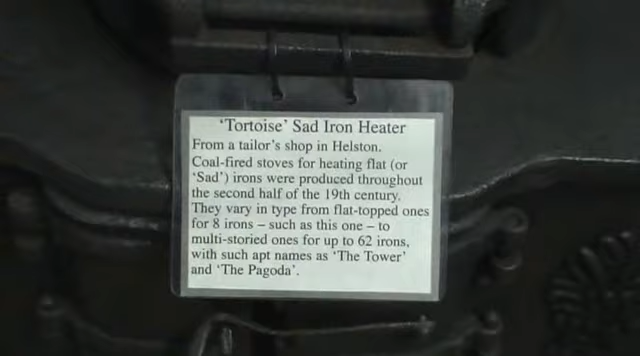 ‘Tortoise’ Sad Iron Heater
From a tailor’s shop in Helston.
Coal-fired stoves for heating flat (or
‘Sad’) irons were produced throughout
the second half of the 19th century.
They vary in type from flat-topped ones
for 8 irons – such as this one – to
multi-storied ones for up to 62 irons,
with such apt names as ‘The Tower’
and ‘The Pagoda’.